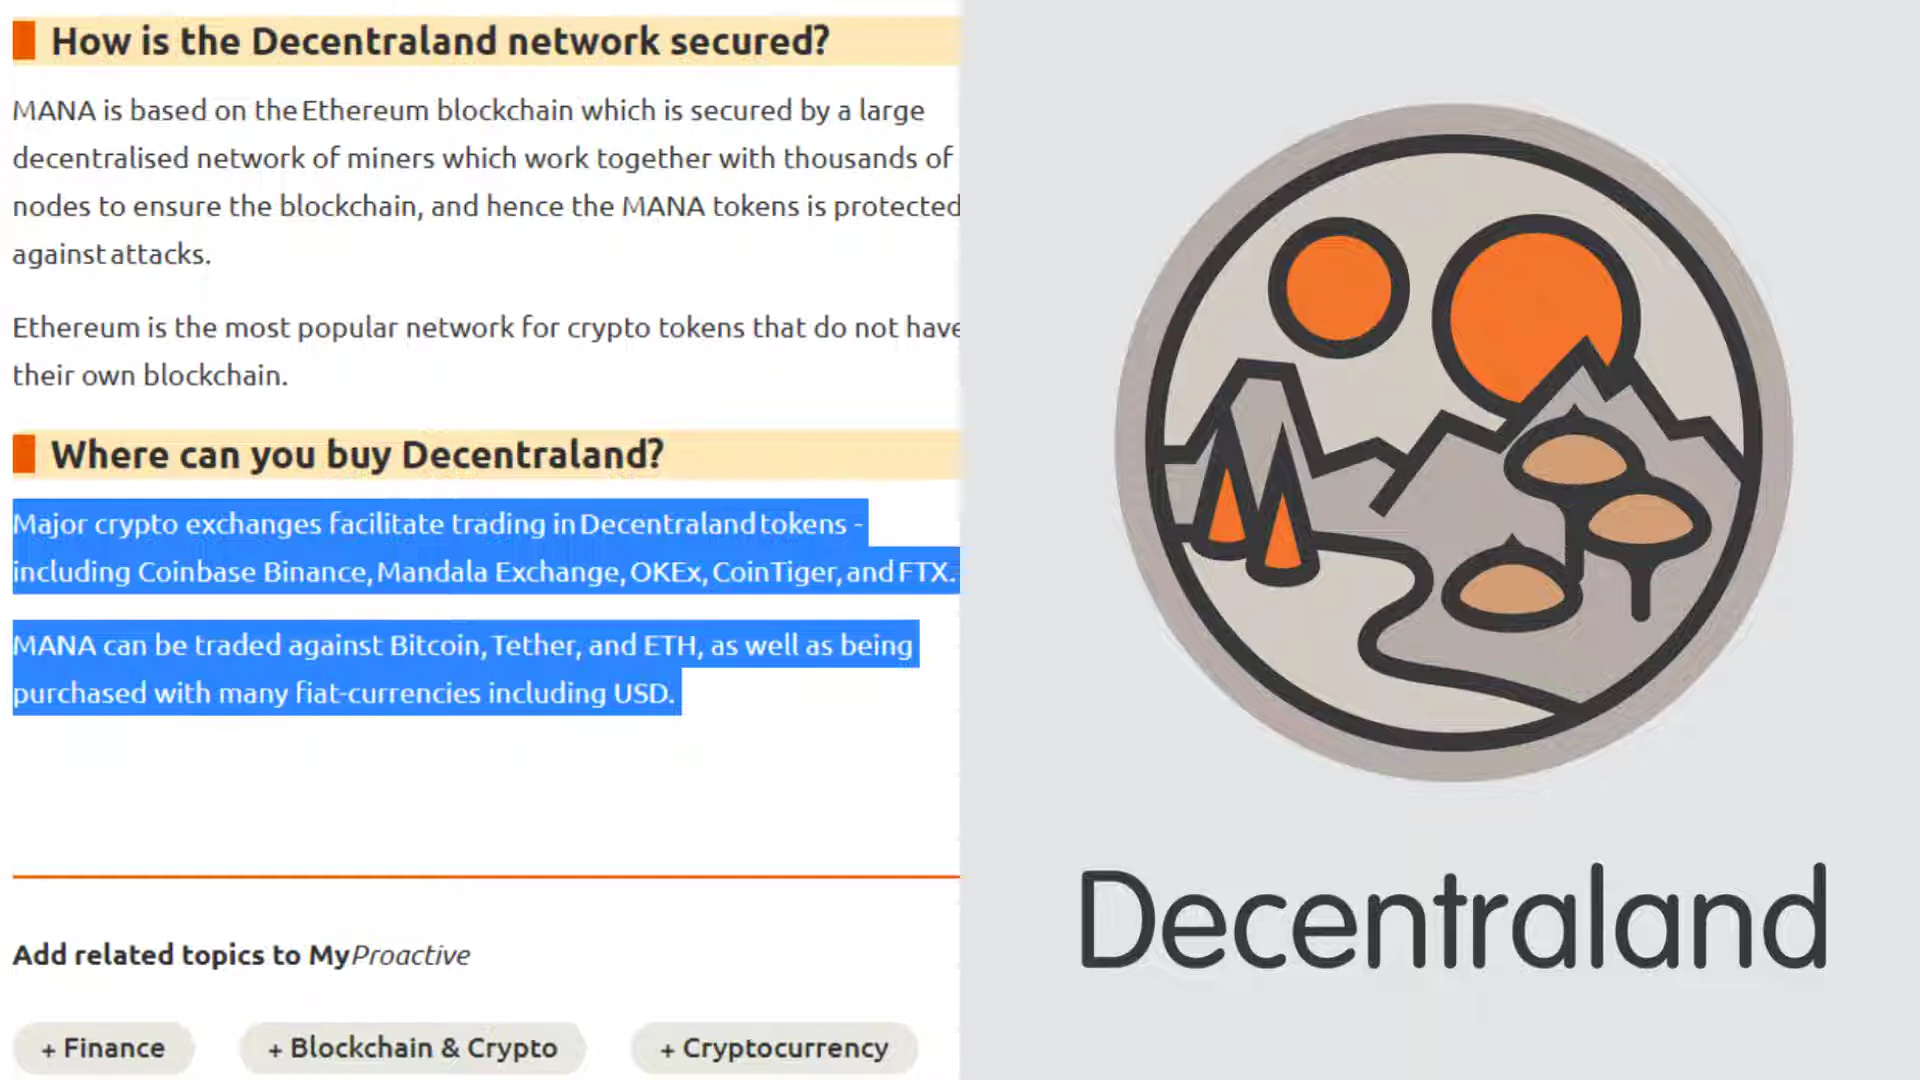 How is the Decentraland network secured?
MANA is based on the Ethereum blockchain which is secured by a large
decentralised network of miners which work together with thousands of
nodes to ensure the blockchain, and hence the MANA tokens is protected
against attacks.
Ethereum is the most popular network for crypto tokens that do not have
their own blockchain.
Where can you buy Decentraland?
Major crypto exchanges facilitate trading in Decentraland tokens -
including Coinbase Binance, Mandala Exchange, OKEx, CoinTiger, and FTX.
MANA can be traded against Bitcoin, Tether, and ETH, as well as being
purchased with many fiat-currencies including USD.
Add related topics to MyProactive
+ Finance
+ Blockchain & Crypto
+ Cryptocurrency
Decentraland